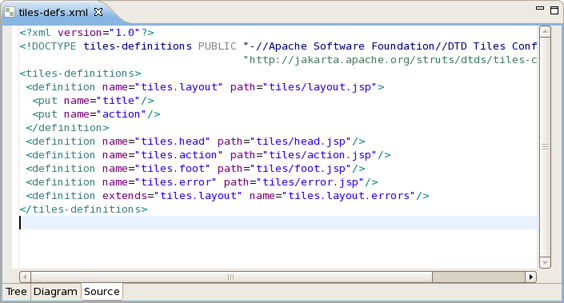 tiles-defs.xml
<?xml version="1.0"?>
<!DOCTYPE tiles-definitions PUBLIC "-//Apache Software Foundation//DTD Tiles Conf
"http://jakarta.apache.org/struts/dtds/tiles-c
<tiles-definitions>
<definition name="tiles.layout" path="tiles/layout.jsp">
<put name="title"/>
<put name="action"/>
</definition>
<definition name="tiles.head" path="tiles/head.jsp"/>
<definition name="tiles.action" path="tiles/action.jsp"/>
<definition name="tiles.foot" path="tiles/foot.jsp"/>
<definition name="tiles.error" path="tiles/error.jsp"/>
<definition extends="tiles.layout" name="tiles.layout.errors"/>
</tiles-definitions>
Tree Diagram Source